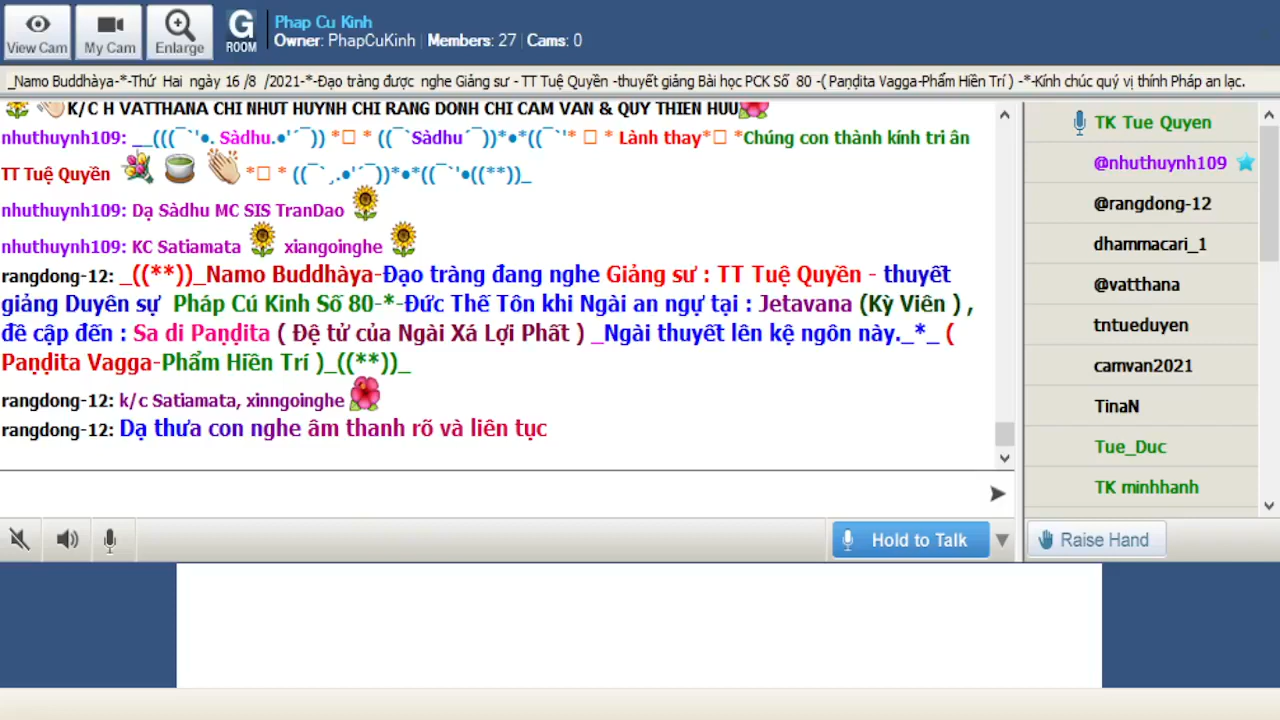 View Cam
My Cam
Enlarge
G
ROOM
Phap Cu Kinh
Owner: PhapCuKinh | Members: 27 | Cams: 0
_Namo Buddhàya-*-Thứ Hai ngày 16 /8 /2021-*-Đạo tràng được nghe Giảng sư - TT Tuệ Quyền -thuyết giảng Bài học PCK Số 80 -( Paṇḍita Vagga-Phẩm Hiền Trí ) -*-Kính chúc quý vị thính Pháp an lạc.
K/C H VATTHANA CHI NHUT HUYNH CHI RANG DONH CHI CAM VAN & QUY THIEN HUU
nhuthuynh109: __(((¯`'●. Sàdhu.●'´¯)) *□ * ((¯`Sàdhu´¯))*●*((¯`'* □ * Lành thay*□ *Chúng con thành kính tri ân
TT Tuệ Quyền *□ * ((¯`¸.●'´¯))*●*((¯`'●((**))_
nhuthuynh109: Dạ Sàdhu MC SIS TranDao
nhuthuynh109: KC Satiamata xiangoinghe
rangdong-12: _((**))_Namo Buddhàya-Đạo tràng đang nghe Giảng sư : TT Tuệ Quyền - thuyết
giảng Duyên sự Pháp Cú Kinh Số 80-*-Đức Thế Tôn khi Ngài an ngự tại : Jetavana (Kỳ Viên ) ,
đề cập đến : Sa di Paṇḍita ( Đệ tử của Ngài Xá Lợi Phất ) _Ngài thuyết lên kệ ngôn này._*_ (
Paṇḍita Vagga-Phẩm Hiền Trí )_((**))_
rangdong-12: k/c Satiamata, xinngoinghe
rangdong-12: Dạ thưa con nghe âm thanh rõ và liên tục
TK Tue Quyen
@nhuthuynh109
@rangdong-12
dhammacari_1
@vatthana
tntueduyen
camvan2021
TinaN
Tue_Duc
TK minhhanh
Hold to Talk
Raise Hand